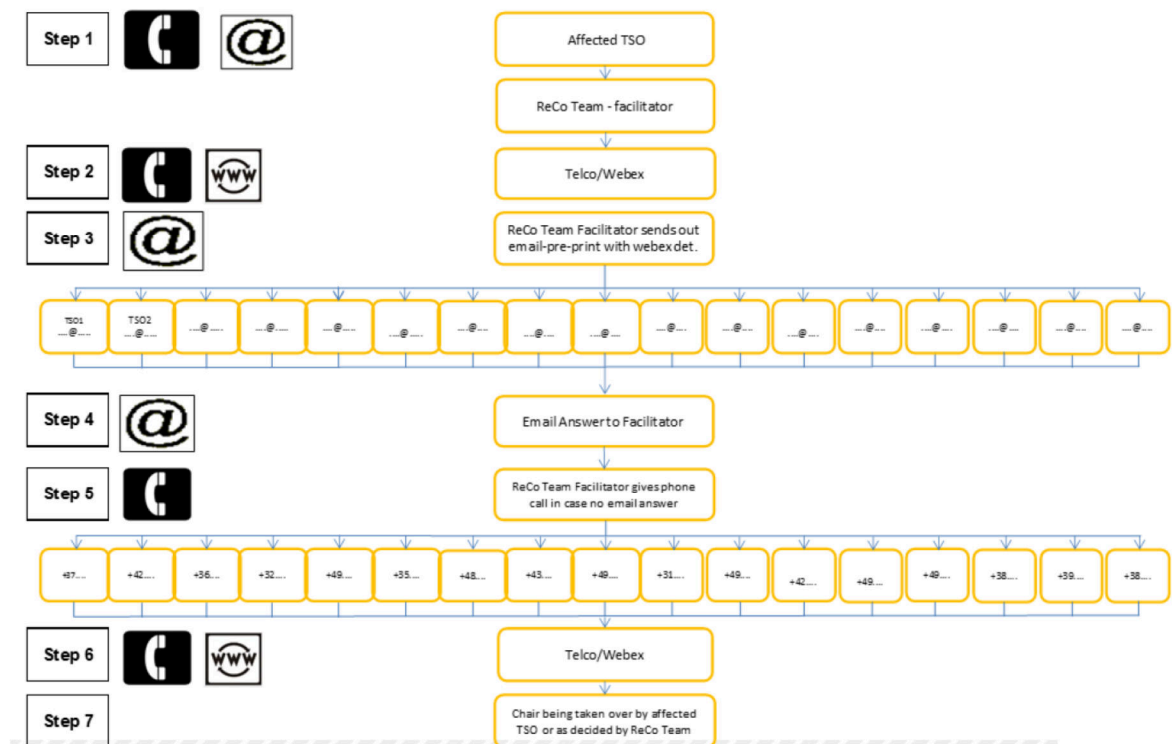 Step 1
@
Affected TSO
ReCo Team - facilitator
Step 2
WWW
Telco/Webex
Step 3
@
ReCo Team Facilitator sends out
email-pre-print with webex det.
TSO1
....@.....
TSO2
....@.....
....@.....
....@.....
....@.....
....@.....
....@....
....@.....
....@....
....@....
....@....
....@.....
....@....
....@....
....@....
....@....
....@....
Step 4
@
Email Answer to Facilitator
Step 5
ReCo Team Facilitator gives phone
call in case no email answer
+37....
+42....
+36....
+32....
+49....
+35....
+48....
+43....
+49....
+31....
+49....
+42....
+49....
+49....
+38....
+39....
+38....
Step 6
WWW
Telco/Webex
Step 7
Chair being taken over by affected
TSO or as decided by ReCo Team